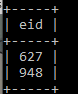 +------+
| eid  |
+------+
| 627  |
| 948  |
+------+